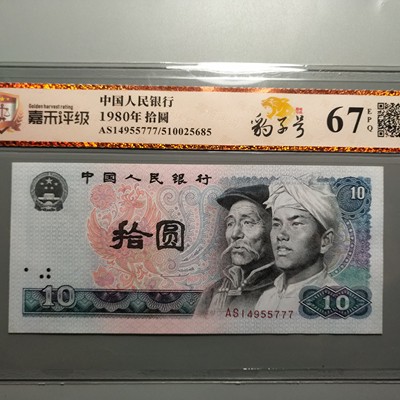 Golden harvest rating
嘉禾评级
中国人民银行
1980年 拾圆
AS14955777/510025685
豹子号
67
EPQ
中国人民银行
10
拾圆
10
AS14955777
10